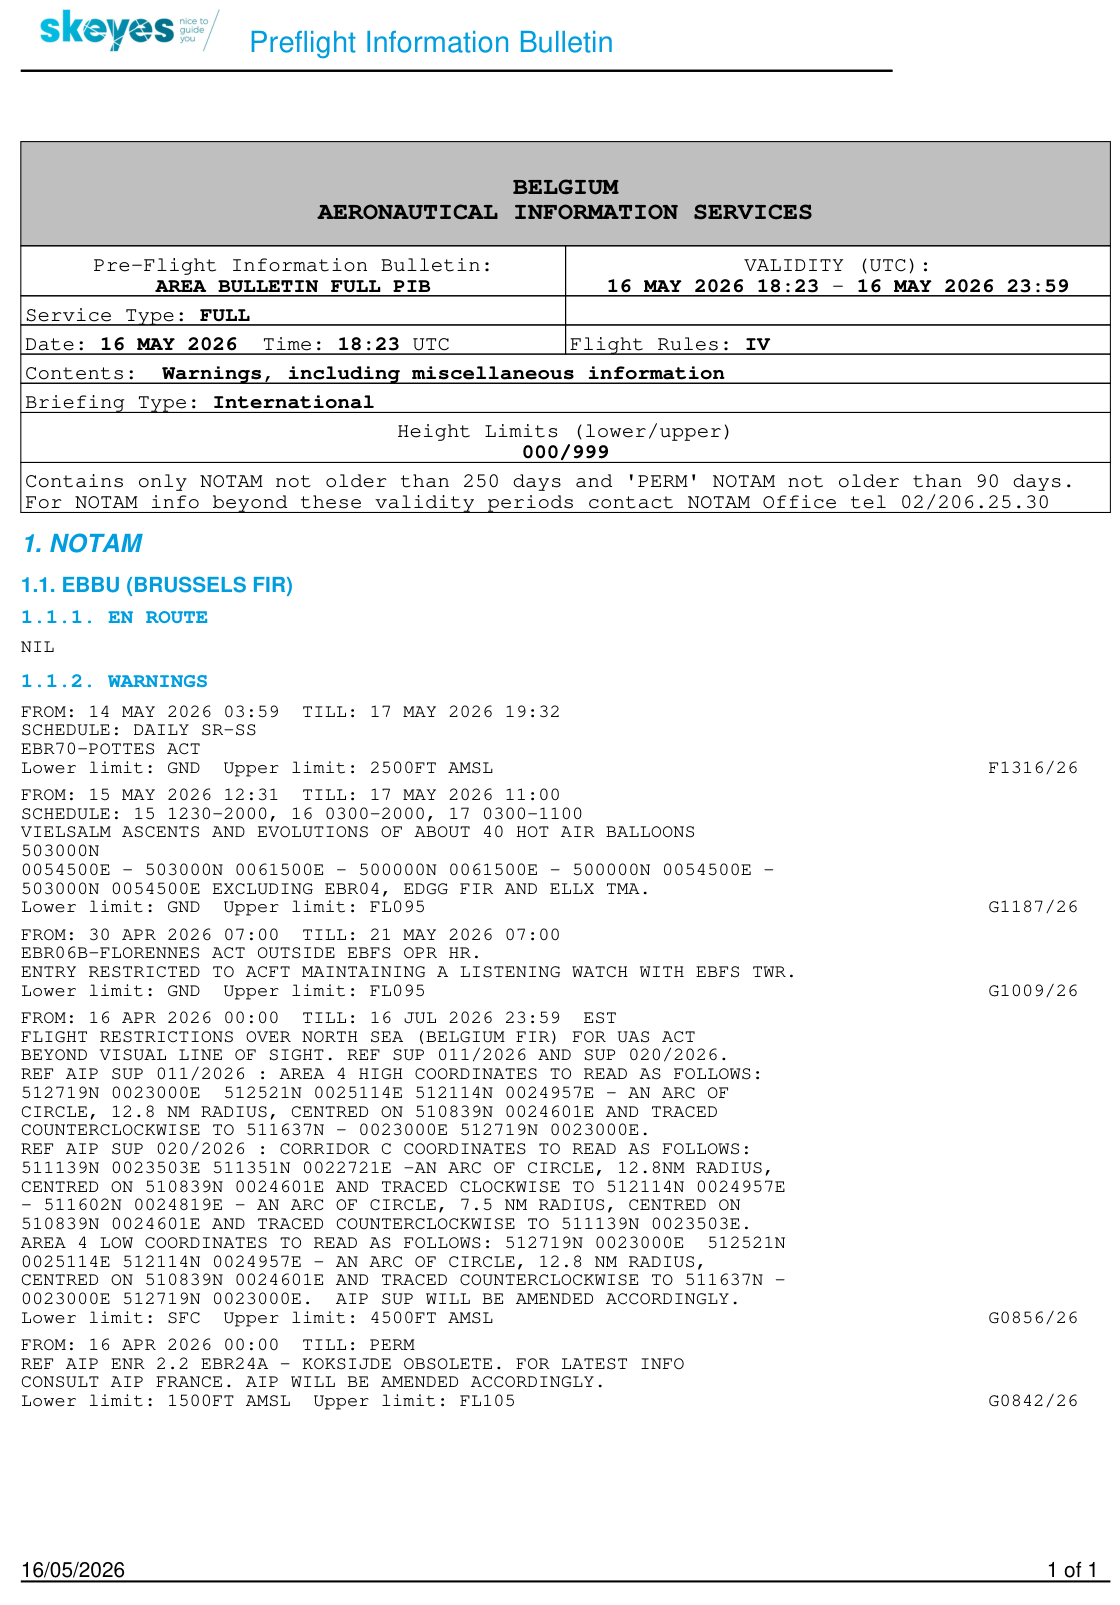 skeyes nice to guide you
Preflight Information Bulletin
BELGIUM
AERONAUTICAL INFORMATION SERVICES
Pre-Flight Information Bulletin:
AREA BULLETIN FULL PIB
VALIDITY (UTC):
16 MAY 2026 18:23 - 16 MAY 2026 23:59
Service Type: FULL
Date: 16 MAY 2026 Time: 18:23 UTC
Flight Rules: IV
Contents: Warnings, including miscellaneous information
Briefing Type: International
Height Limits (lower/upper)
000/999
Contains only NOTAM not older than 250 days and 'PERM' NOTAM not older than 90 days.
For NOTAM info beyond these validity periods contact NOTAM Office tel 02/206.25.30
1. NOTAM
1.1. EBBU (BRUSSELS FIR)
1.1.1. EN ROUTE
NIL
1.1.2. WARNINGS
FROM: 14 MAY 2026 03:59 TILL: 17 MAY 2026 19:32
SCHEDULE: DAILY SR-SS
EBR70-POTTES ACT
Lower limit: GND Upper limit: 2500FT AMSL F1316/26
FROM: 15 MAY 2026 12:31 TILL: 17 MAY 2026 11:00
SCHEDULE: 15 1230-2000, 16 0300-2000, 17 0300-1100
VIELSALM ASCENTS AND EVOLUTIONS OF ABOUT 40 HOT AIR BALLOONS
503000N
0054500E - 503000N 0061500E - 500000N 0061500E - 500000N 0054500E -
503000N 0054500E EXCLUDING EBR04, EDGG FIR AND ELLX TMA.
Lower limit: GND Upper limit: FL095 G1187/26
FROM: 30 APR 2026 07:00 TILL: 21 MAY 2026 07:00
EBR06B-FLORENNES ACT OUTSIDE EBFS OPR HR.
ENTRY RESTRICTED TO ACFT MAINTAINING A LISTENING WATCH WITH EBFS TWR.
Lower limit: GND Upper limit: FL095 G1009/26
FROM: 16 APR 2026 00:00 TILL: 16 JUL 2026 23:59 EST
FLIGHT RESTRICTIONS OVER NORTH SEA (BELGIUM FIR) FOR UAS ACT
BEYOND VISUAL LINE OF SIGHT. REF SUP 011/2026 AND SUP 020/2026.
REF AIP SUP 011/2026 : AREA 4 HIGH COORDINATES TO READ AS FOLLOWS:
512719N 0023000E 512521N 0025114E 512114N 0024957E - AN ARC OF
CIRCLE, 12.8 NM RADIUS, CENTRED ON 510839N 0024601E AND TRACED
COUNTERCLOCKWISE TO 511637N - 0023000E 512719N 0023000E.
REF AIP SUP 020/2026 : CORRIDOR C COORDINATES TO READ AS FOLLOWS:
511139N 0023503E 511351N 0022721E -AN ARC OF CIRCLE, 12.8NM RADIUS,
CENTRED ON 510839N 0024601E AND TRACED CLOCKWISE TO 512114N 0024957E
- 511602N 0024819E - AN ARC OF CIRCLE, 7.5 NM RADIUS, CENTRED ON
510839N 0024601E AND TRACED COUNTERCLOCKWISE TO 511139N 0023503E.
AREA 4 LOW COORDINATES TO READ AS FOLLOWS: 512719N 0023000E 512521N
0025114E 512114N 0024957E - AN ARC OF CIRCLE, 12.8 NM RADIUS,
CENTRED ON 510839N 0024601E AND TRACED COUNTERCLOCKWISE TO 511637N -
0023000E 512719N 0023000E. AIP SUP WILL BE AMENDED ACCORDINGLY.
Lower limit: SFC Upper limit: 4500FT AMSL G0856/26
FROM: 16 APR 2026 00:00 TILL: PERM
REF AIP ENR 2.2 EBR24A - KOKSIJDE OBSOLETE. FOR LATEST INFO
CONSULT AIP FRANCE. AIP WILL BE AMENDED ACCORDINGLY.
Lower limit: 1500FT AMSL Upper limit: FL105 G0842/26
16/05/2026 1 of 1